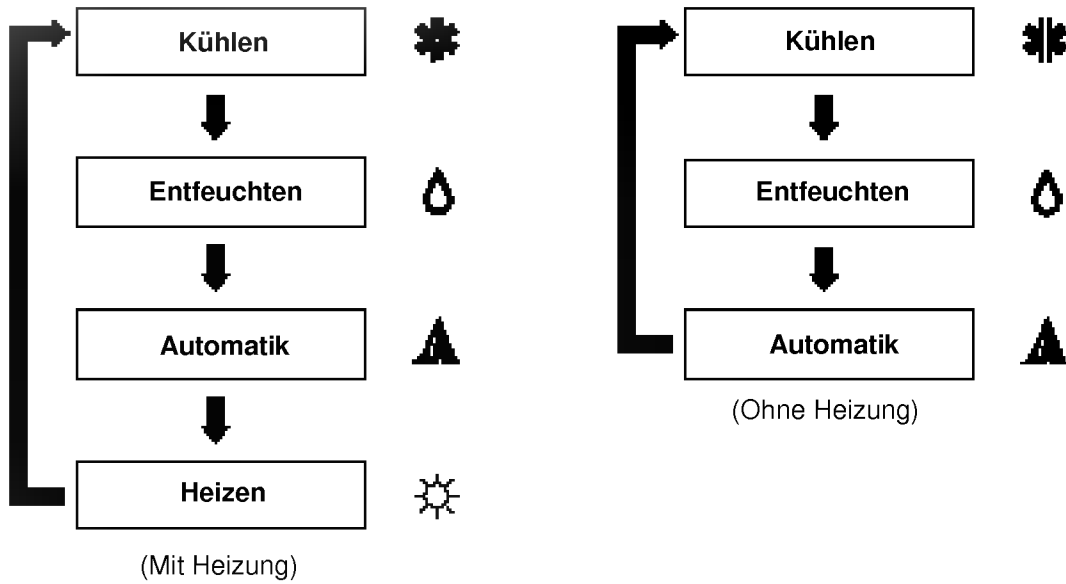 Kühlen
Entfeuchten
Automatik
Heizen
(Mit Heizung)
Kühlen
Entfeuchten
Automatik
(Ohne Heizung)